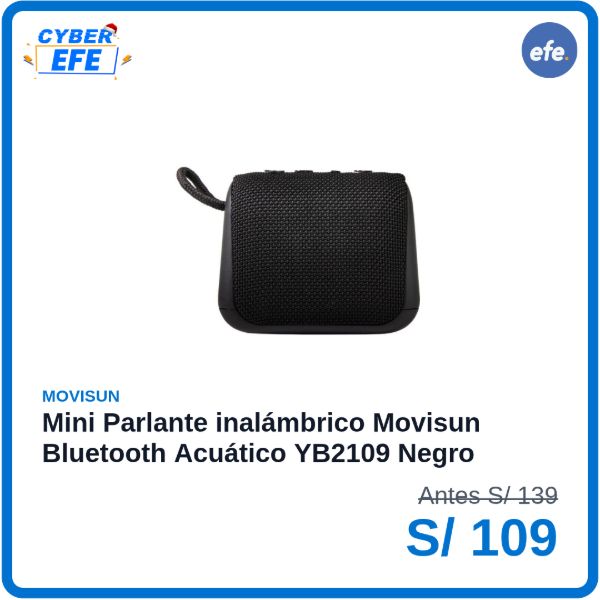 CYBER
EFE
efe.
MOVISUN
Mini Parlante inalámbrico Movisun
Bluetooth Acuático YB2109 Negro
Antes S/ 139
S/ 109